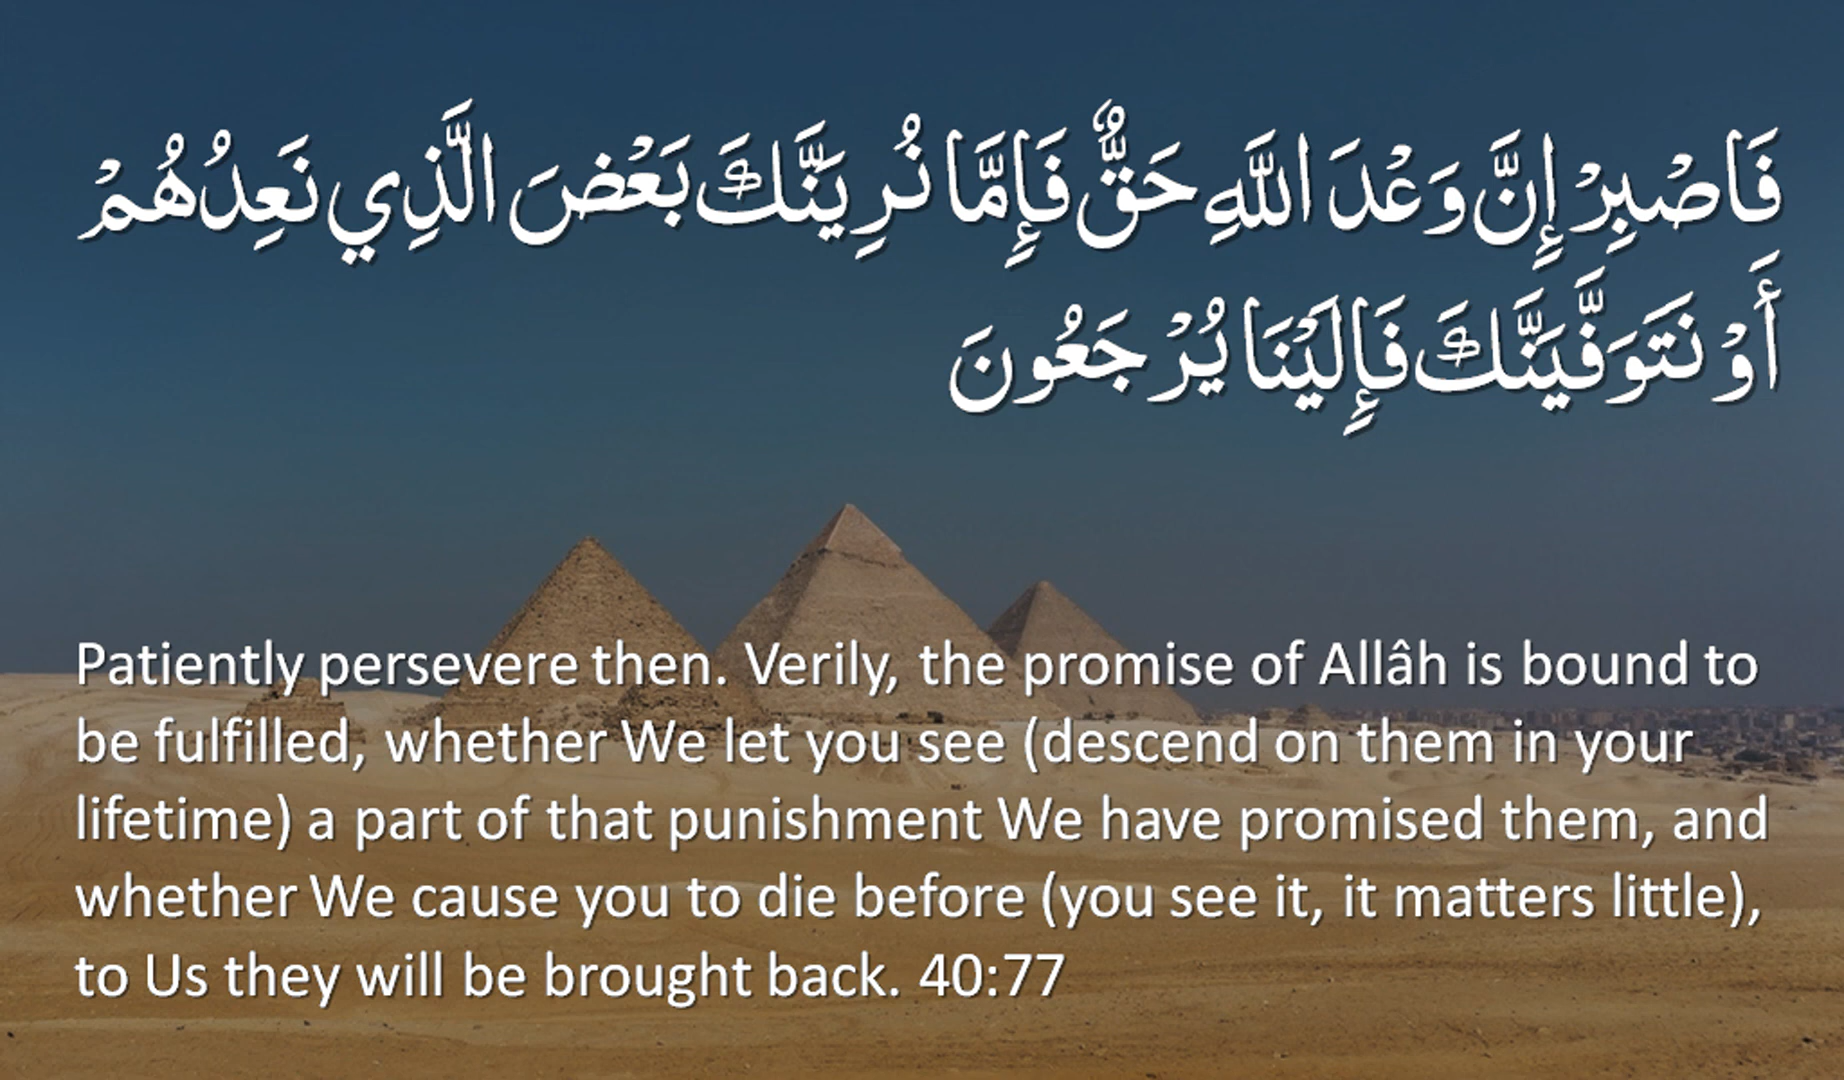 فَاصْبِرْ إِنَّ وَعْدَ اللَّهِ حَقٌّ فَإِمَّا نُرِيَنَّكَ بَعْضَ الَّذِي نَعِدُهُمْ
أَوْ نَتَوَفَّيَنَّكَ فَإِلَيْنَا يُرْجَعُونَ
Patiently persevere then. Verily, the promise of Allâh is bound to
be fulfilled, whether We let you see (descend on them in your
lifetime) a part of that punishment We have promised them, and
whether We cause you to die before (you see it, it matters little),
to Us they will be brought back. 40:77